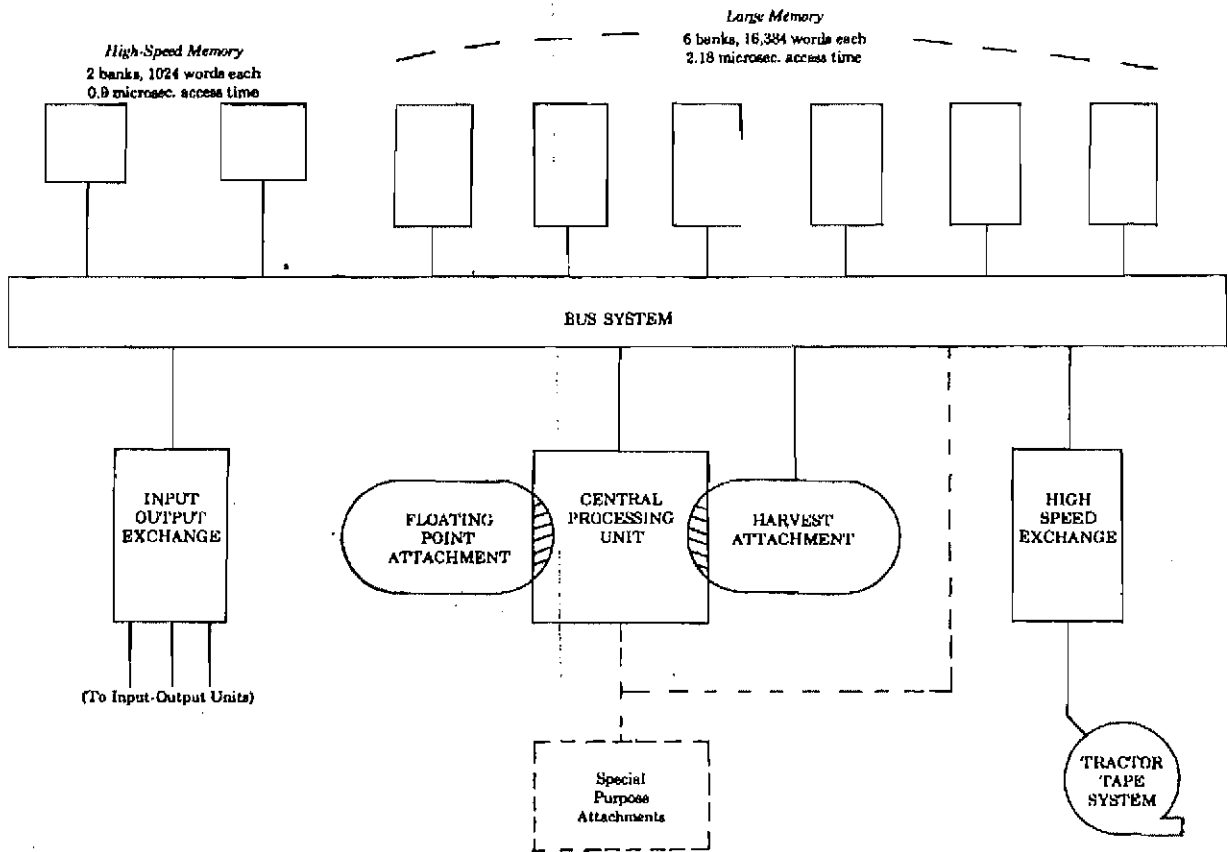 High-Speed Memory
2 banks, 1024 words each
0.9 microsec. access time
Large Memory
6 banks, 16,384 words each
2.18 microsec. access time
BUS SYSTEM
INPUT
OUTPUT
EXCHANGE
FLOATING
POINT
ATTACHMENT
CENTRAL
PROCESSING
UNIT
HARVEST
ATTACHMENT
HIGH
SPEED
EXCHANGE
(To Input-Output Units)
Special
Purpose
Attachments
TRACTOR
TAPE
SYSTEM